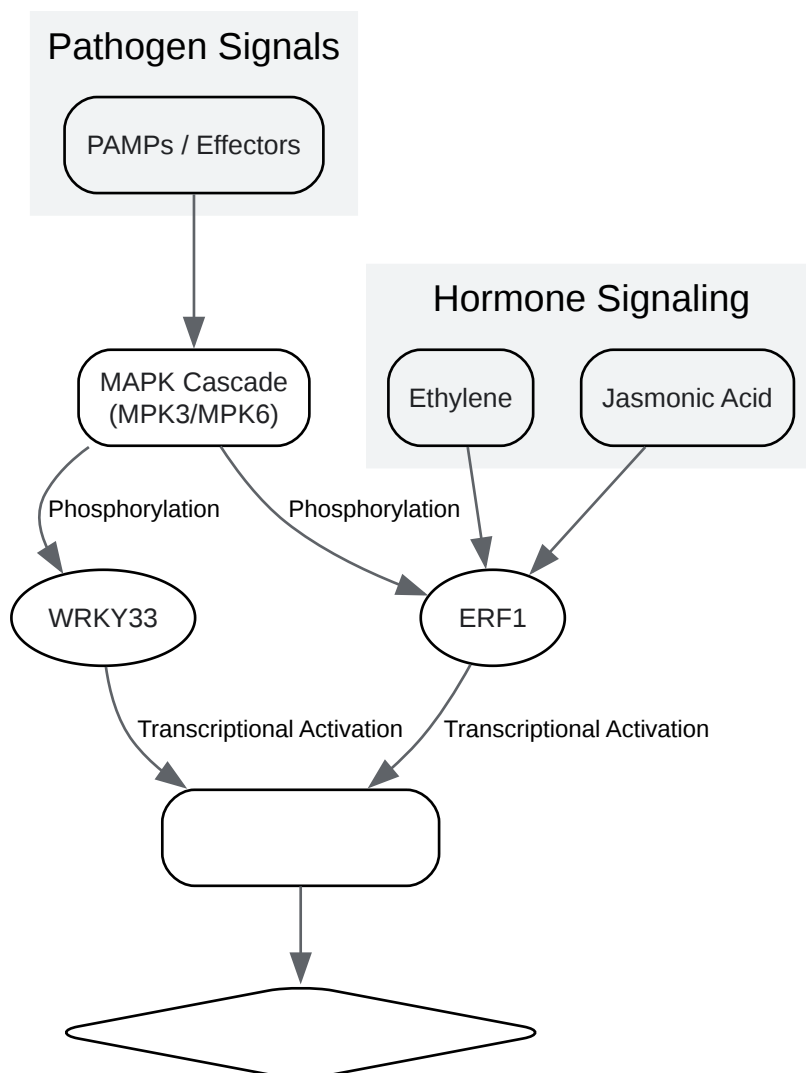 Pathogen Signals
PAMPs / Effectors
Hormone Signaling
MAPK Cascade
(MPK3/MPK6)
Ethylene
Jasmonic Acid
Phosphorylation
Phosphorylation
WRKY33
ERF1
Transcriptional Activation
Transcriptional Activation